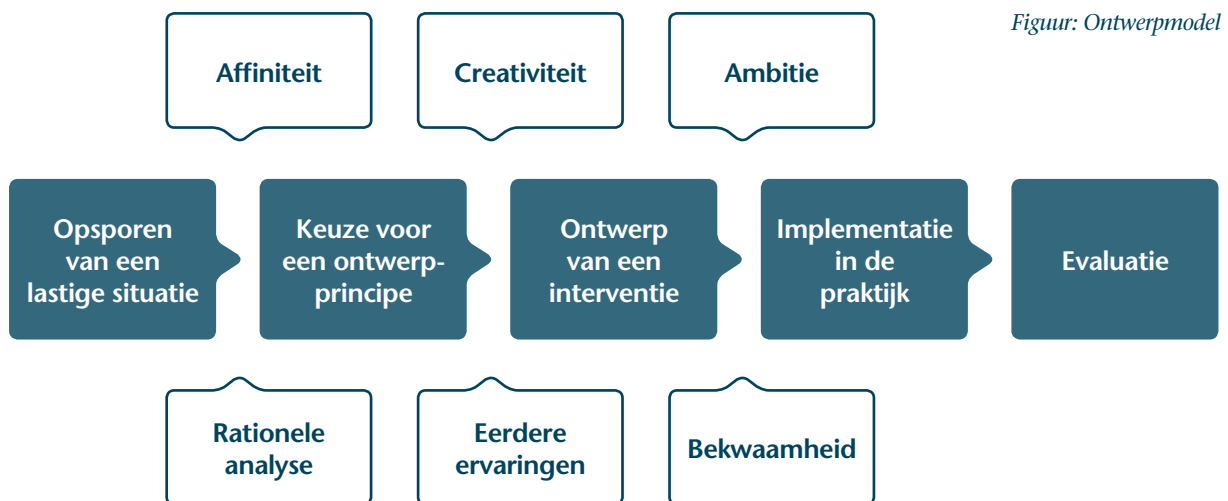 Figuur: Ontwerpmodel
Affiniteit
Creativiteit
Ambitie
Opsporen
van een
lastige situatie
Keuze voor
een ontwerp-
principe
Ontwerp
van een
interventie
Implementatie
in de
praktijk
Evaluatie
Rationele
analyse
Eerdere
ervaringen
Bekwaamheid